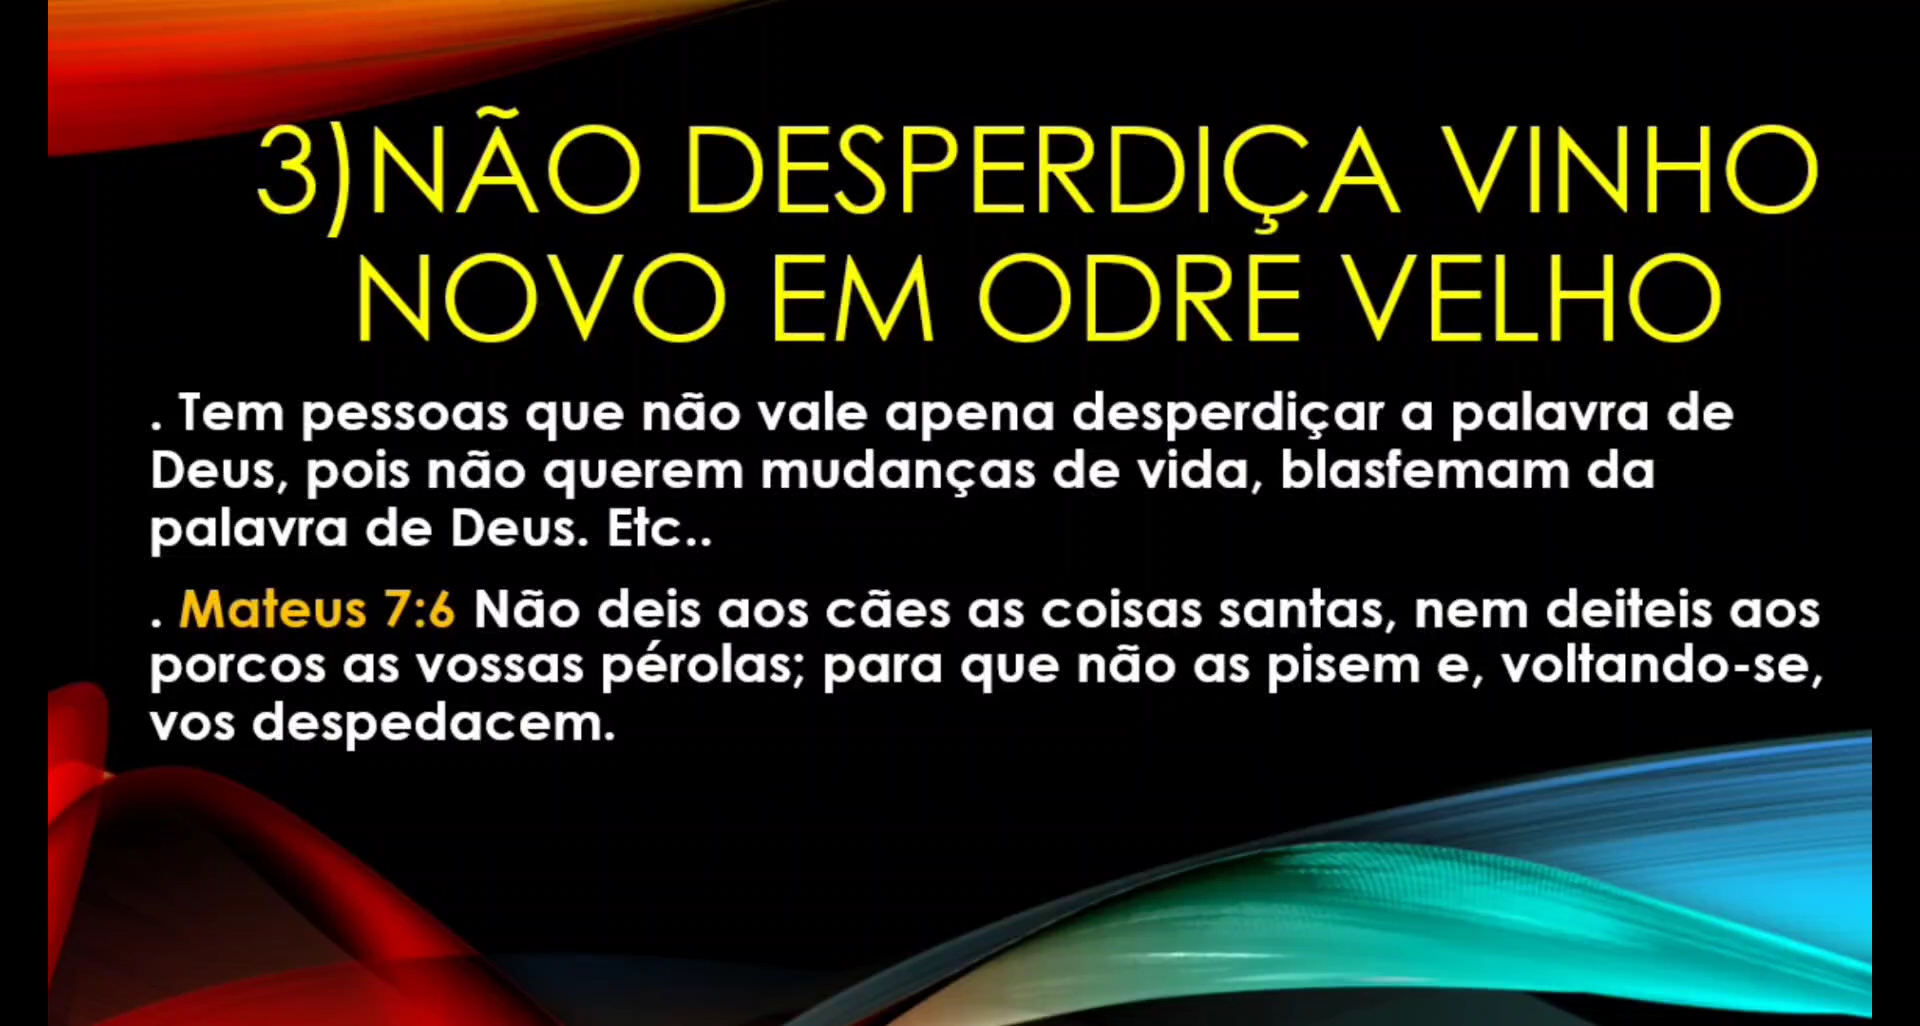 3)NÃO DESPERDIÇA VINHO
NOVO EM ODRE VELHO
. Tem pessoas que não vale apena desperdiçar a palavra de
Deus, pois não querem mudanças de vida, blasfemam da
palavra de Deus. Etc..
. Mateus 7:6 Não deis aos cães as coisas santas, nem deiteis aos
porcos as vossas pérolas; para que não as pisem e, voltando-se,
vos despedacem.